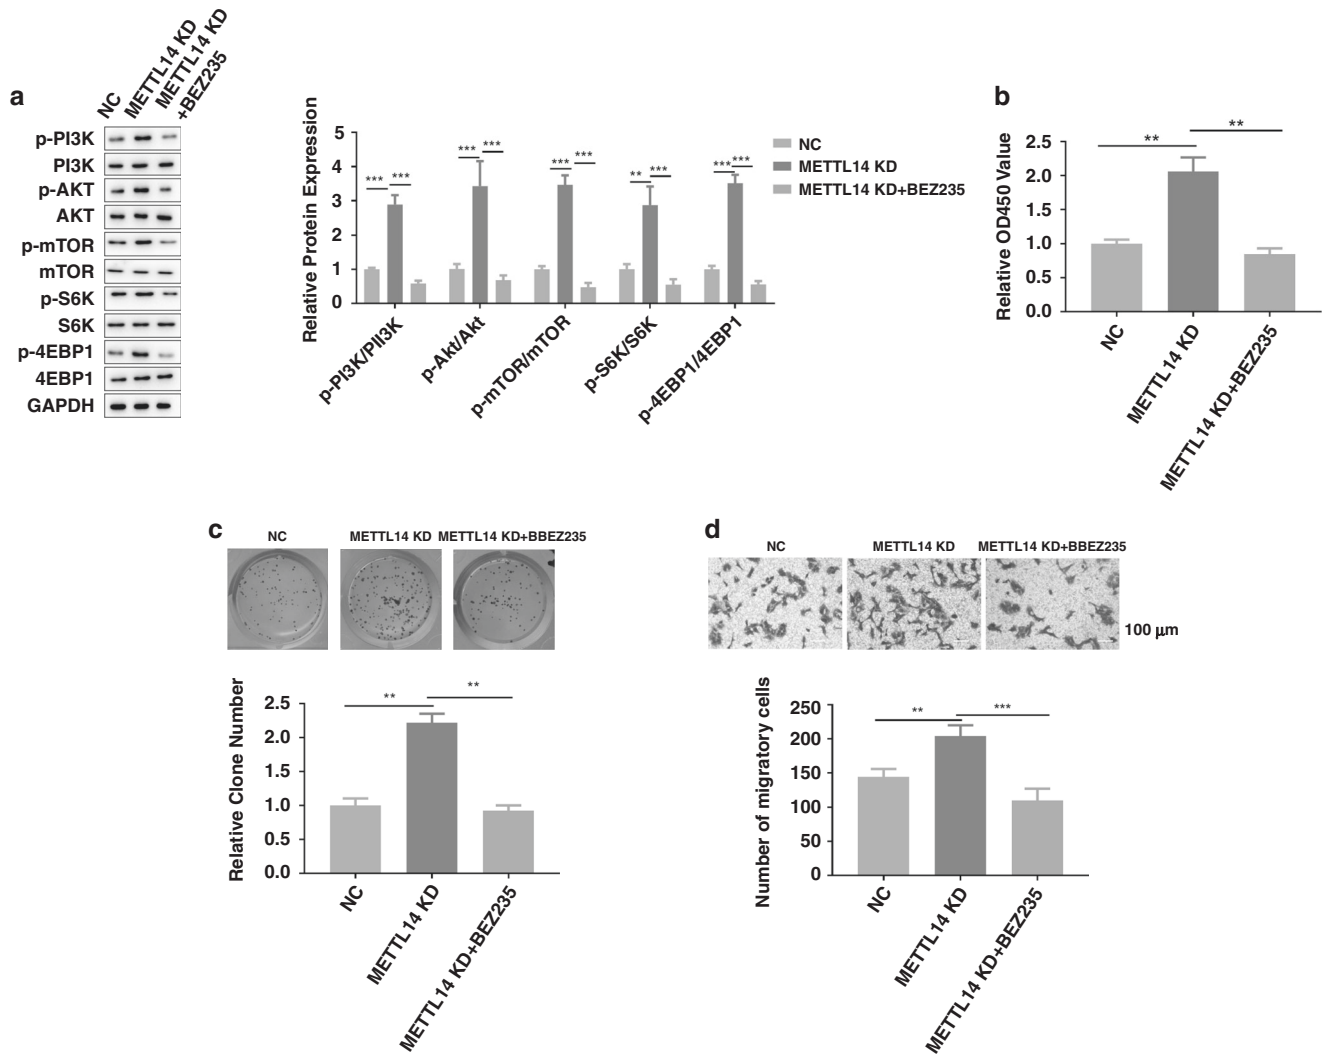 a
NC
METTL14 KD
METTL14 KD
+BEZ235
p-PI3K
PI3K
p-AKT
AKT
p-mTOR
mTOR
p-S6K
S6K
p-4EBP1
4EBP1
GAPDH
Relative Protein Expression
5
4
3
2
1
0
*** ***
*** ***
*** ***
** ***
*** ***
p-PI3K/PII3K
p-Akt/Akt
p-mTOR/mTOR
p-S6K/S6K
p-4EBP1/4EBP1
NC
METTL14 KD
METTL14 KD+BEZ235
b
Relative OD450 Value
2.5
2.0
1.5
1.0
0.5
0.0
** **
NC
METTL14 KD
METTL14 KD+BEZ235
c
NC METTL14 KD METTL14 KD+BBEZ235
Relative Clone Number
2.5
2.0
1.5
1.0
0.5
0.0
** **
NC
METTL14 KD
METTL14 KD+BEZ235
d
NC METTL14 KD METTL14 KD+BBEZ235
100 μm
Number of migratory cells
250
200
150
100
50
0
** ***
NC
METTL14 KD
METTL14 KD+BEZ235